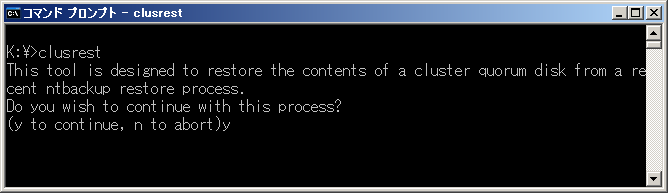 コマンド プロンプト - clusrest
K:¥>clusrest
This tool is designed to restore the contents of a cluster quorum disk from a re
cent ntbackup restore process.
Do you wish to continue with this process?
(y to continue, n to abort)y